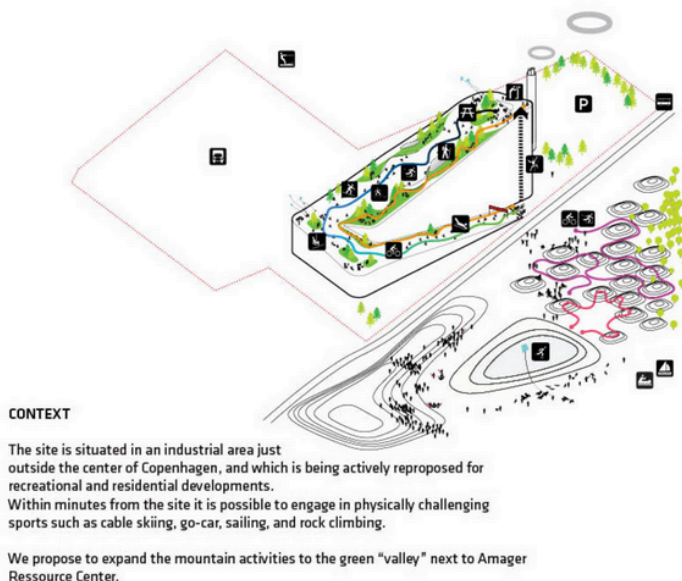 P
CONTEXT
The site is situated in an industrial area just
outside the center of Copenhagen, and which is being actively reproposed for
recreational and residential developments.
Within minutes from the site it is possible to engage in physically challenging
sports such as cable skiing, go-car, sailing, and rock climbing.
We propose to expand the mountain activities to the green "valley" next to Amager
Ressource Center.